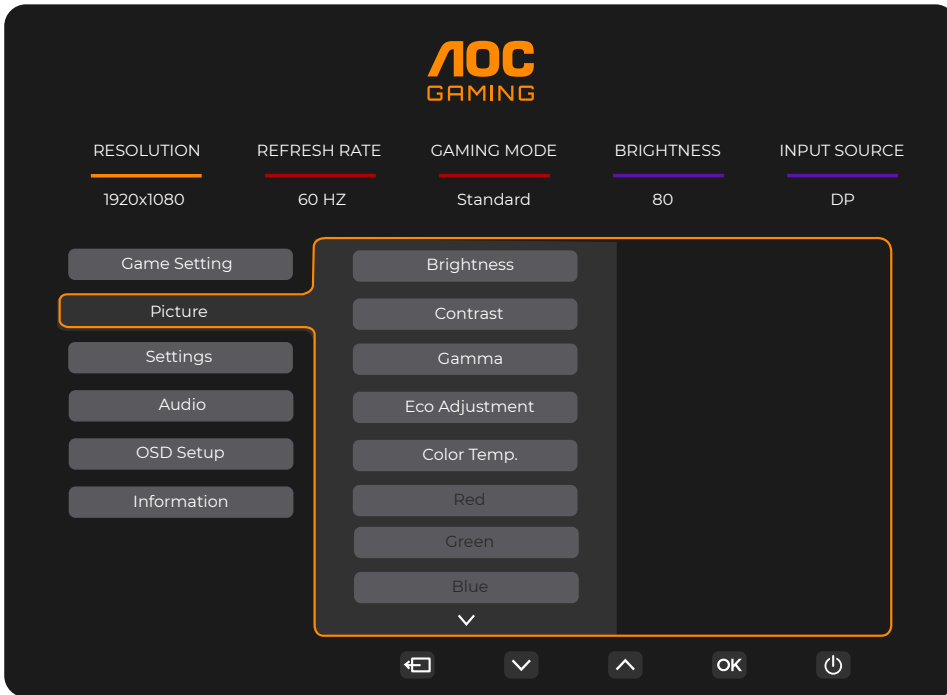 AOC
GAMING
RESOLUTION REFRESH RATE GAMING MODE BRIGHTNESS INPUT SOURCE
1920x1080 60 HZ Standard 80 DP
Game Setting
Picture
Settings
Audio
OSD Setup
Information
Brightness
Contrast
Gamma
Eco Adjustment
Color Temp.
Red
Green
Blue
OK